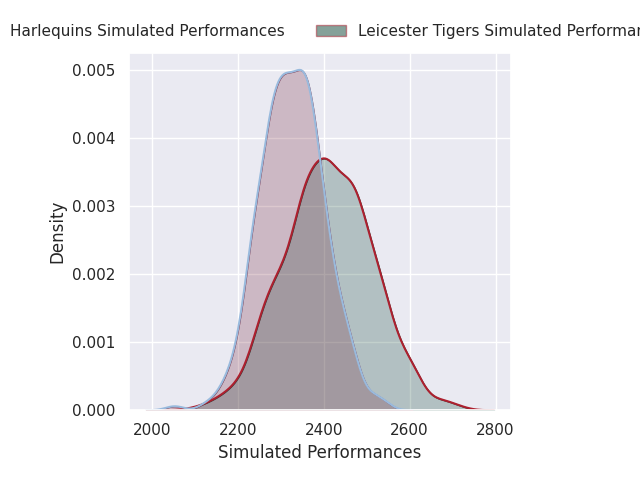 Harlequins Simulated Performances
Leicester Tigers Simulated
0.005
0.004
0.003
0.002
0.001
0.000
Density
2000 2200 2400 2600 2800
Simulated Performances